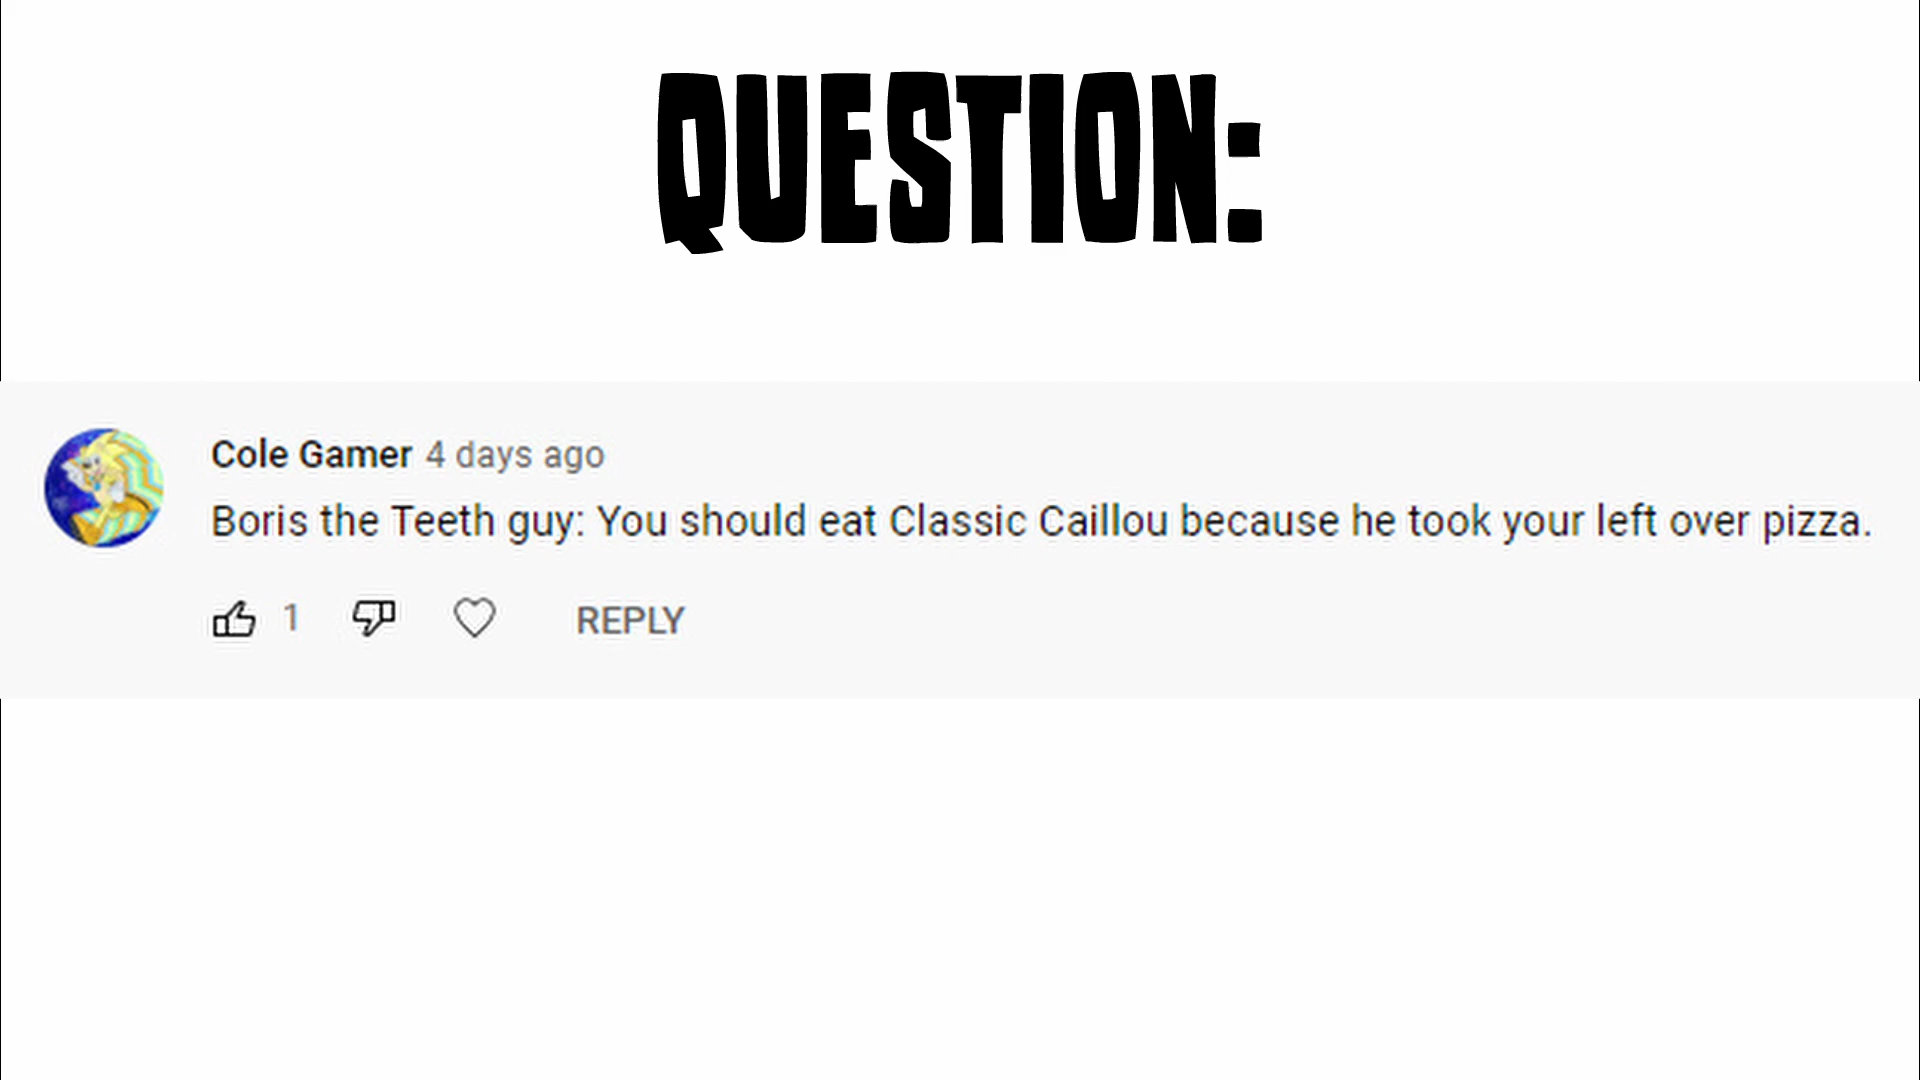 QUESTION:
Cole Gamer 4 days ago
Boris the Teeth guy: You should eat Classic Caillou because he took your left over pizza.
1 REPLY